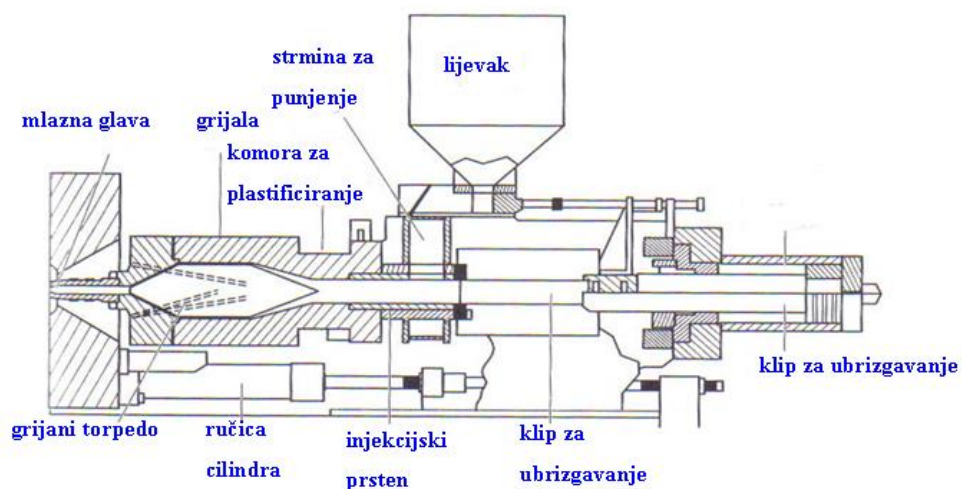 strmina za
punjenje
lijevak
mlazna glava
grijala
komora za
plastificiranje
klip za ubrizgavanje
grijani torpedo
ručica
cilindra
injekcijski
prsten
klip za
ubrizgavanje